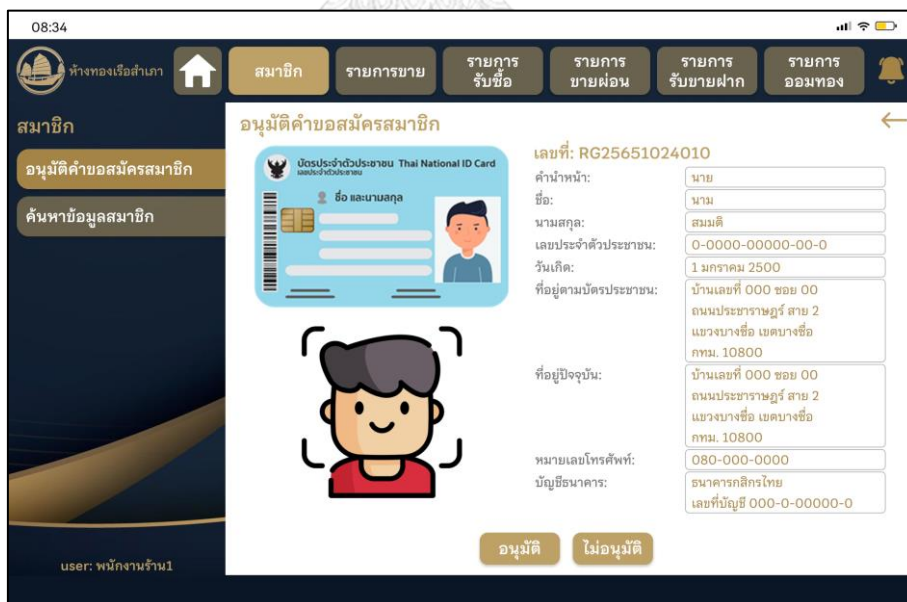 08:34
ห้างทองเรือสำเภา
สมาชิก
รายการขาย
รายการ
รับซื้อ
รายการ
ขายผ่อน
รายการ
รับขายฝาก
รายการ
ออมทอง
สมาชิก
อนุมัติคำขอสมัครสมาชิก
ค้นหาข้อมูลสมาชิก
user: พนักงานร้าน1
อนุมัติคำขอสมัครสมาชิก
บัตรประจำตัวประชาชน Thai National ID Card
เลขประจำตัวประชาชน
ชื่อ และนามสกุล
เลขที่: RG25651024010
คำนำหน้า: นาย
ชื่อ: นาม
นามสกุล: สมมติ
เลขประจำตัวประชาชน: 0-0000-00000-00-0
วันเกิด: 1 มกราคม 2500
ที่อยู่ตามบัตรประชาชน: บ้านเลขที่ 000 ซอย 00
ถนนประชาราษฎร์ สาย 2
แขวงบางซื่อ เขตบางซื่อ
กทม. 10800
ที่อยู่ปัจจุบัน: บ้านเลขที่ 000 ซอย 00
ถนนประชาราษฎร์ สาย 2
แขวงบางซื่อ เขตบางซื่อ
กทม. 10800
หมายเลขโทรศัพท์: 080-000-0000
บัญชีธนาคาร: ธนาคารกสิกรไทย
เลขที่บัญชี 000-0-00000-0
อนุมัติ
ไม่อนุมัติ